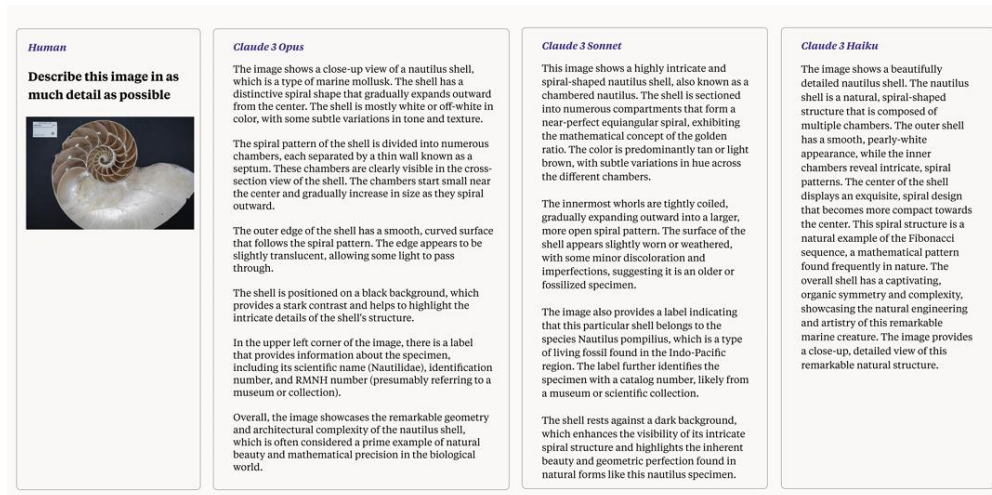 Human
Describe this image in as
much detail as possible
Claude 3 Opus
The image shows a close-up view of a nautilus shell,
which is a type of marine mollusk. The shell has a
distinctive spiral shape that gradually expands outward
from the center. The shell is mostly white or off-white in
color, with some subtle variations in tone and texture.
The spiral pattern of the shell is divided into numerous
chambers, each separated by a thin wall known as a
septum. These chambers are clearly visible in the cross-
section view of the shell. The chambers start small near
the center and gradually increase in size as they spiral
outward.
The outer edge of the shell has a smooth, curved surface
that follows the spiral pattern. The edge appears to be
slightly translucent, allowing some light to pass
through.
The shell is positioned on a black background, which
provides a stark contrast and helps to highlight the
intricate details of the shell's structure.
In the upper left corner of the image, there is a label
that provides information about the specimen,
including its scientific name (Nautilidae), identification
number, and RMNH number (presumably referring to a
museum or collection).
Overall, the image showcases the remarkable geometry
and architectural complexity of the nautilus shell,
which is often considered a prime example of natural
beauty and mathematical precision in the biological
world.
Claude 3 Sonnet
This image shows a highly intricate and
spiral-shaped nautilus shell, also known as a
chambered nautilus. The shell is sectioned
into numerous compartments that form a
near-perfect equiangular spiral, exhibiting
the mathematical concept of the golden
ratio. The color is predominantly tan or light
brown, with subtle variations in hue across
the different chambers.
The innermost whorls are tightly coiled,
gradually expanding outward into a larger,
more open spiral pattern. The surface of the
shell appears slightly worn or weathered,
with some minor discoloration and
imperfections, suggesting it is an older or
fossilized specimen.
The image also provides a label indicating
that this particular shell belongs to the
species Nautilus pompilius, which is a type
of living fossil found in the Indo-Pacific
region. The label further identifies the
specimen with a catalog number, likely from
a museum or scientific collection.
The shell rests against a dark background,
which enhances the visibility of its intricate
spiral structure and highlights the inherent
beauty and geometric perfection found in
natural forms like this nautilus specimen.
Claude 3 Haiku
The image shows a beautifully
detailed nautilus shell. The nautilus
shell is a natural, spiral-shaped
structure that is composed of
multiple chambers. The outer shell
has a smooth, pearly-white
appearance, while the inner
chambers reveal intricate, spiral
patterns. The center of the shell
displays an exquisite, spiral design
that becomes more compact towards
the center. This spiral structure is a
natural example of the Fibonacci
sequence, a mathematical pattern
found frequently in nature. The
overall shell has a captivating,
organic symmetry and complexity,
showcasing the natural engineering
and artistry of this remarkable
marine creature. The image provides
a close-up, detailed view of this
remarkable natural structure.